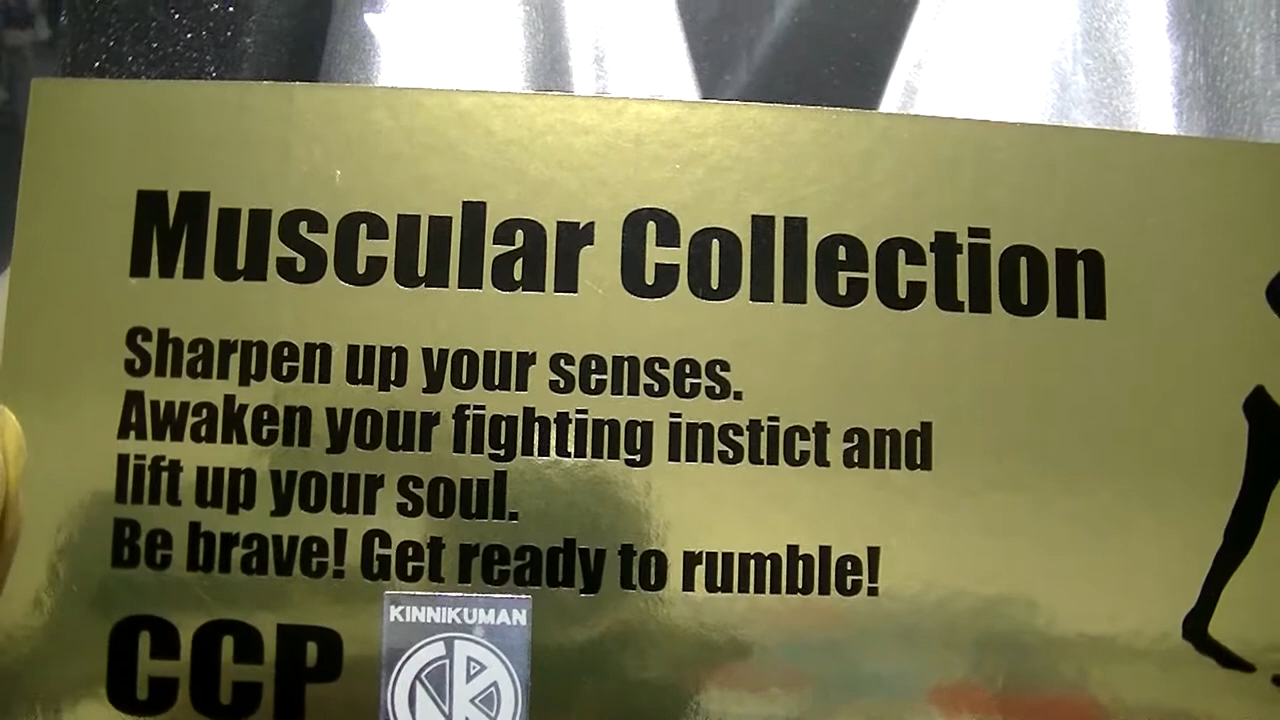 Muscular Collection
Sharpen up your senses.
Awaken your fighting instict and
lift up your soul.
Be brave! Get ready to rumble!
CCP
KINNIKUMAN